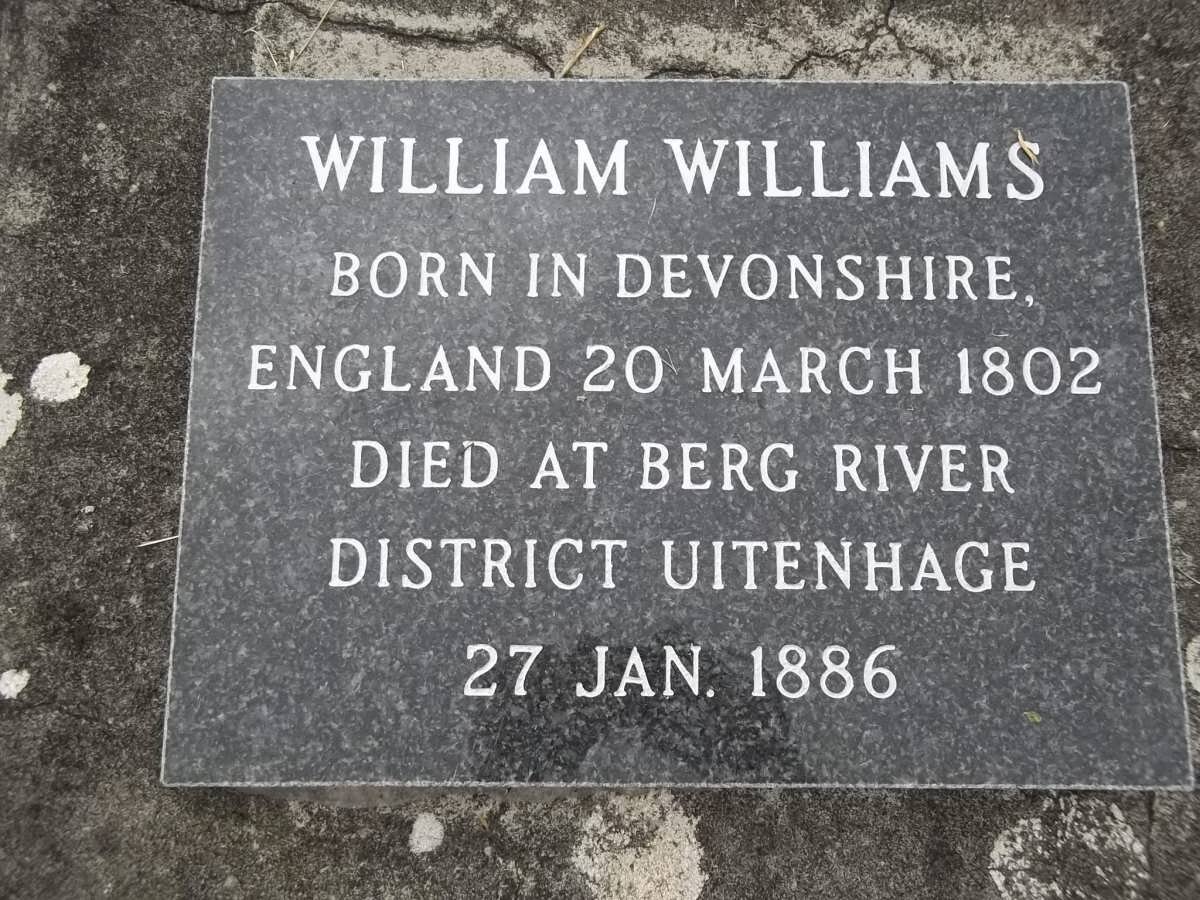 WILLIAM WILLIAMS
BORN IN DEVONSHIRE,
ENGLAND 20 MARCH 1802
DIED AT BERG RIVER
DISTRICT UITENHAGE
27 JAN. 1886